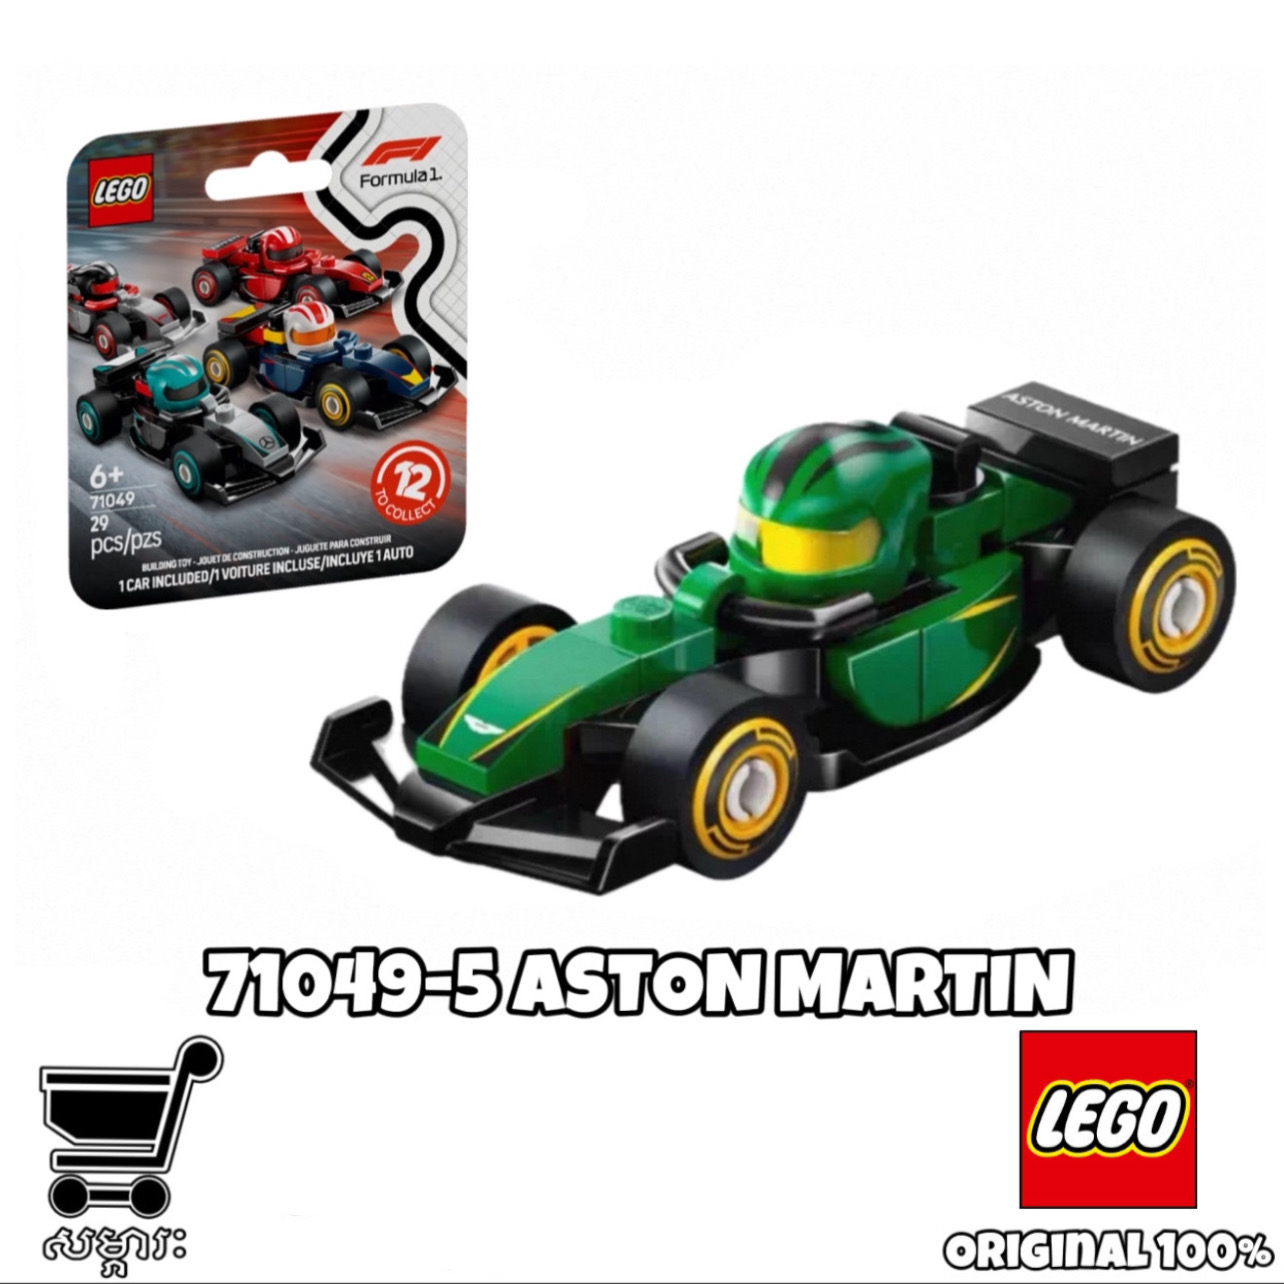 LEGO
F1
Formula 1.
6+
71049
29
pcs/pzs
12
TO COLLECT
BUILDING TOY - JOUET DE CONSTRUCTION - JUGUETE PARA CONSTRUIR
1 CAR INCLUDED/1 VOITURE INCLUSE/INCLUYE 1 AUTO
ASTON MARTIN
71049-5 ASTON MARTIN
សម្ភារៈ
LEGO®
ORIGINAL 100%